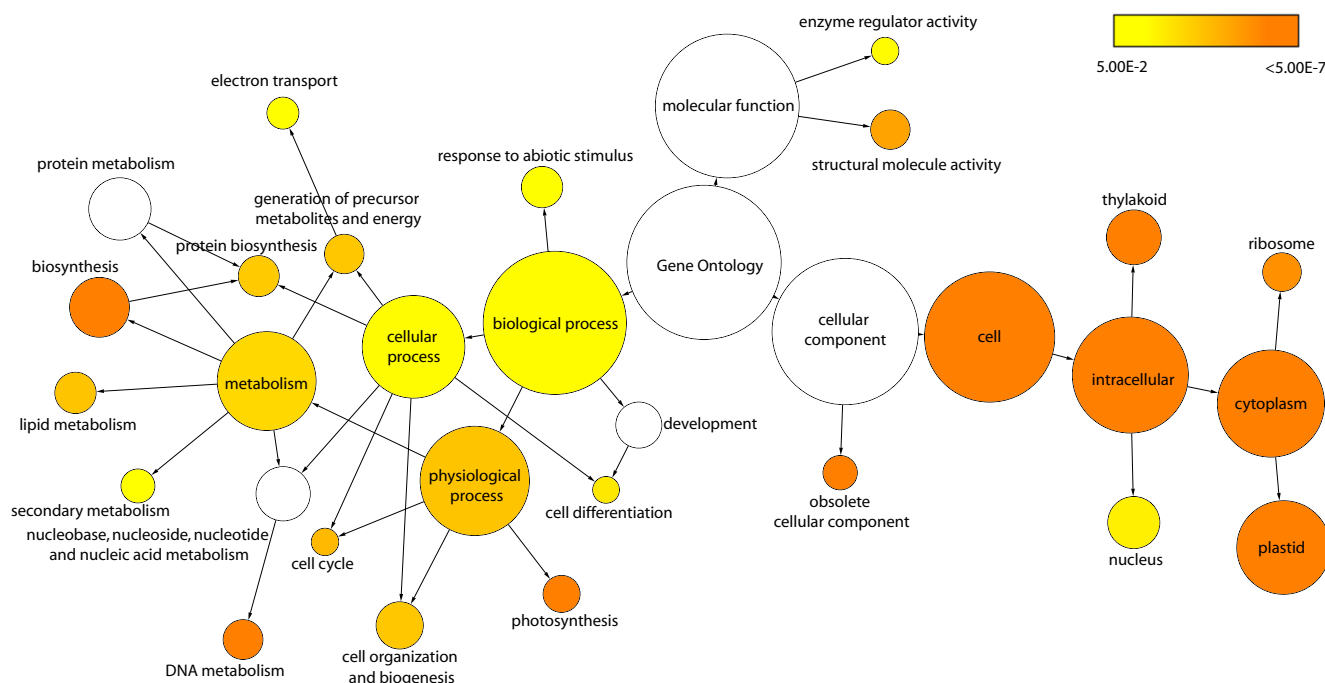 enzyme regulator activity
5.00E-2
<5.00E-7
electron transport
molecular function
protein metabolism
response to abiotic stimulus
structural molecule activity
generation of precursor
metabolites and energy
thylakoid
protein biosynthesis
ribosome
biosynthesis
Gene Ontology
biological process
cellular
component
cellular
process
cell
metabolism
intracellular
cytoplasm
lipid metabolism
development
physiological
process
obsolete
cellular component
secondary metabolism
cell differentiation
nucleobase, nucleoside, nucleotide
and nucleic acid metabolism
cell cycle
nucleus
plastid
photosynthesis
DNA metabolism
cell organization
and biogenesis